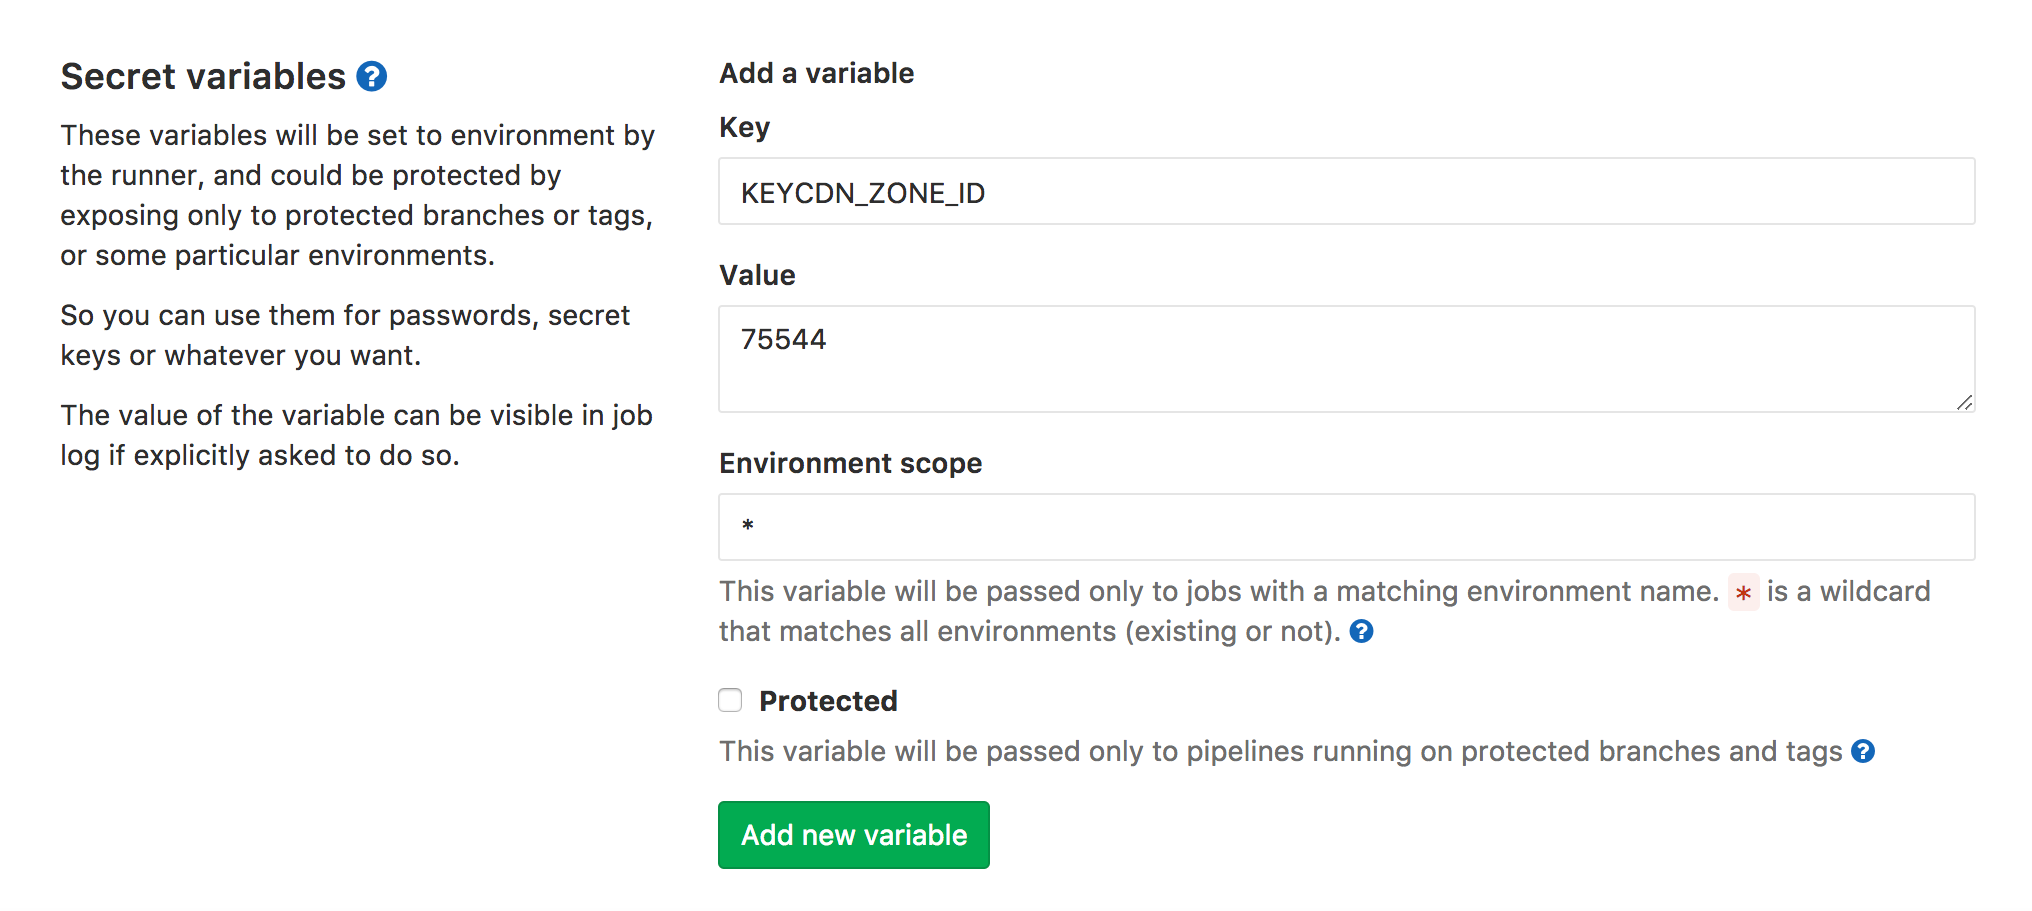 Secret variables ?
These variables will be set to environment by
the runner, and could be protected by
exposing only to protected branches or tags,
or some particular environments.
So you can use them for passwords, secret
keys or whatever you want.
The value of the variable can be visible in job
log if explicitly asked to do so.
Add a variable
Key
KEYCDN_ZONE_ID
Value
75544
Environment scope
*
This variable will be passed only to jobs with a matching environment name. * is a wildcard
that matches all environments (existing or not). ?
Protected
This variable will be passed only to pipelines running on protected branches and tags ?
Add new variable